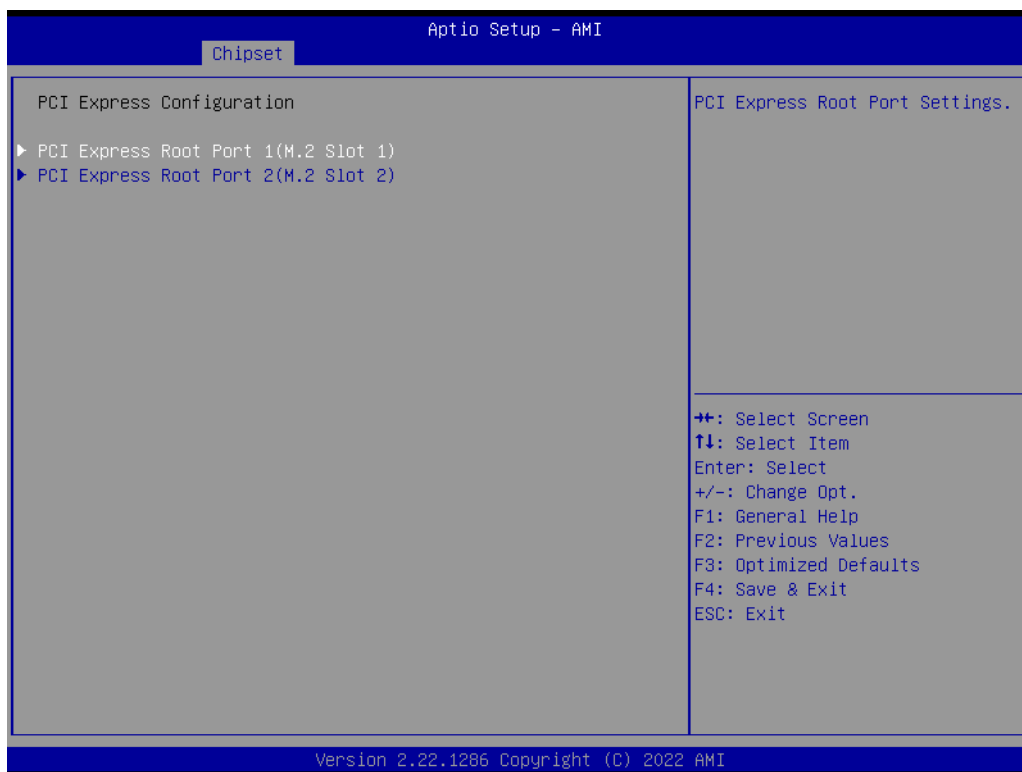 Aptio Setup – AMI
Chipset
PCI Express Configuration
▶ PCI Express Root Port 1(M.2 Slot 1)
▶ PCI Express Root Port 2(M.2 Slot 2)
PCI Express Root Port Settings.
→←: Select Screen
↑↓: Select Item
Enter: Select
+/-: Change Opt.
F1: General Help
F2: Previous Values
F3: Optimized Defaults
F4: Save & Exit
ESC: Exit
Version 2.22.1286 Copyright (C) 2022 AMI